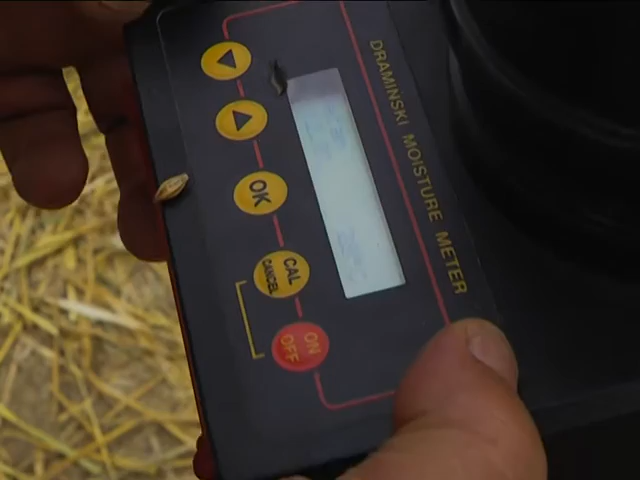 DRAMINSKI MOISTURE METER
OK
CAL
CANCEL
ON
OFF